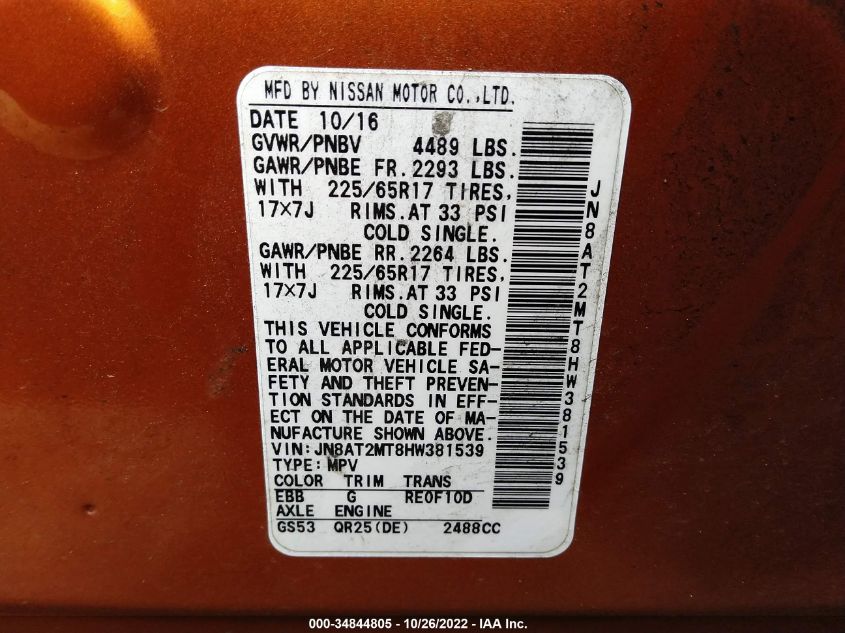 MFD BY NISSAN MOTOR CO.,LTD.
DATE 10/16
GVWR/PNBV 4489 LBS.
GAWR/PNBE FR. 2293 LBS.
WITH 225/65R17 TIRES,
17×7J RIMS. AT 33 PSI
COLD SINGLE.
GAWR/PNBE RR. 2264 LBS.
WITH 225/65R17 TIRES,
17×7J RIMS. AT 33 PSI
COLD SINGLE.
THIS VEHICLE CONFORMS
TO ALL APPLICABLE FED-
ERAL MOTOR VEHICLE SA-
FETY AND THEFT PREVEN-
TION STANDARDS IN EFF-
ECT ON THE DATE OF MA-
NUFACTURE SHOWN ABOVE.
VIN: JN8AT2MT8HW381539
TYPE: MPV
COLOR TRIM TRANS
EBB G RE0F10D
AXLE ENGINE
GS53 QR25(DE) 2488CC
JN8AT2MT8HW381539
000-34844805 - 10/26/2022 - IAA Inc.